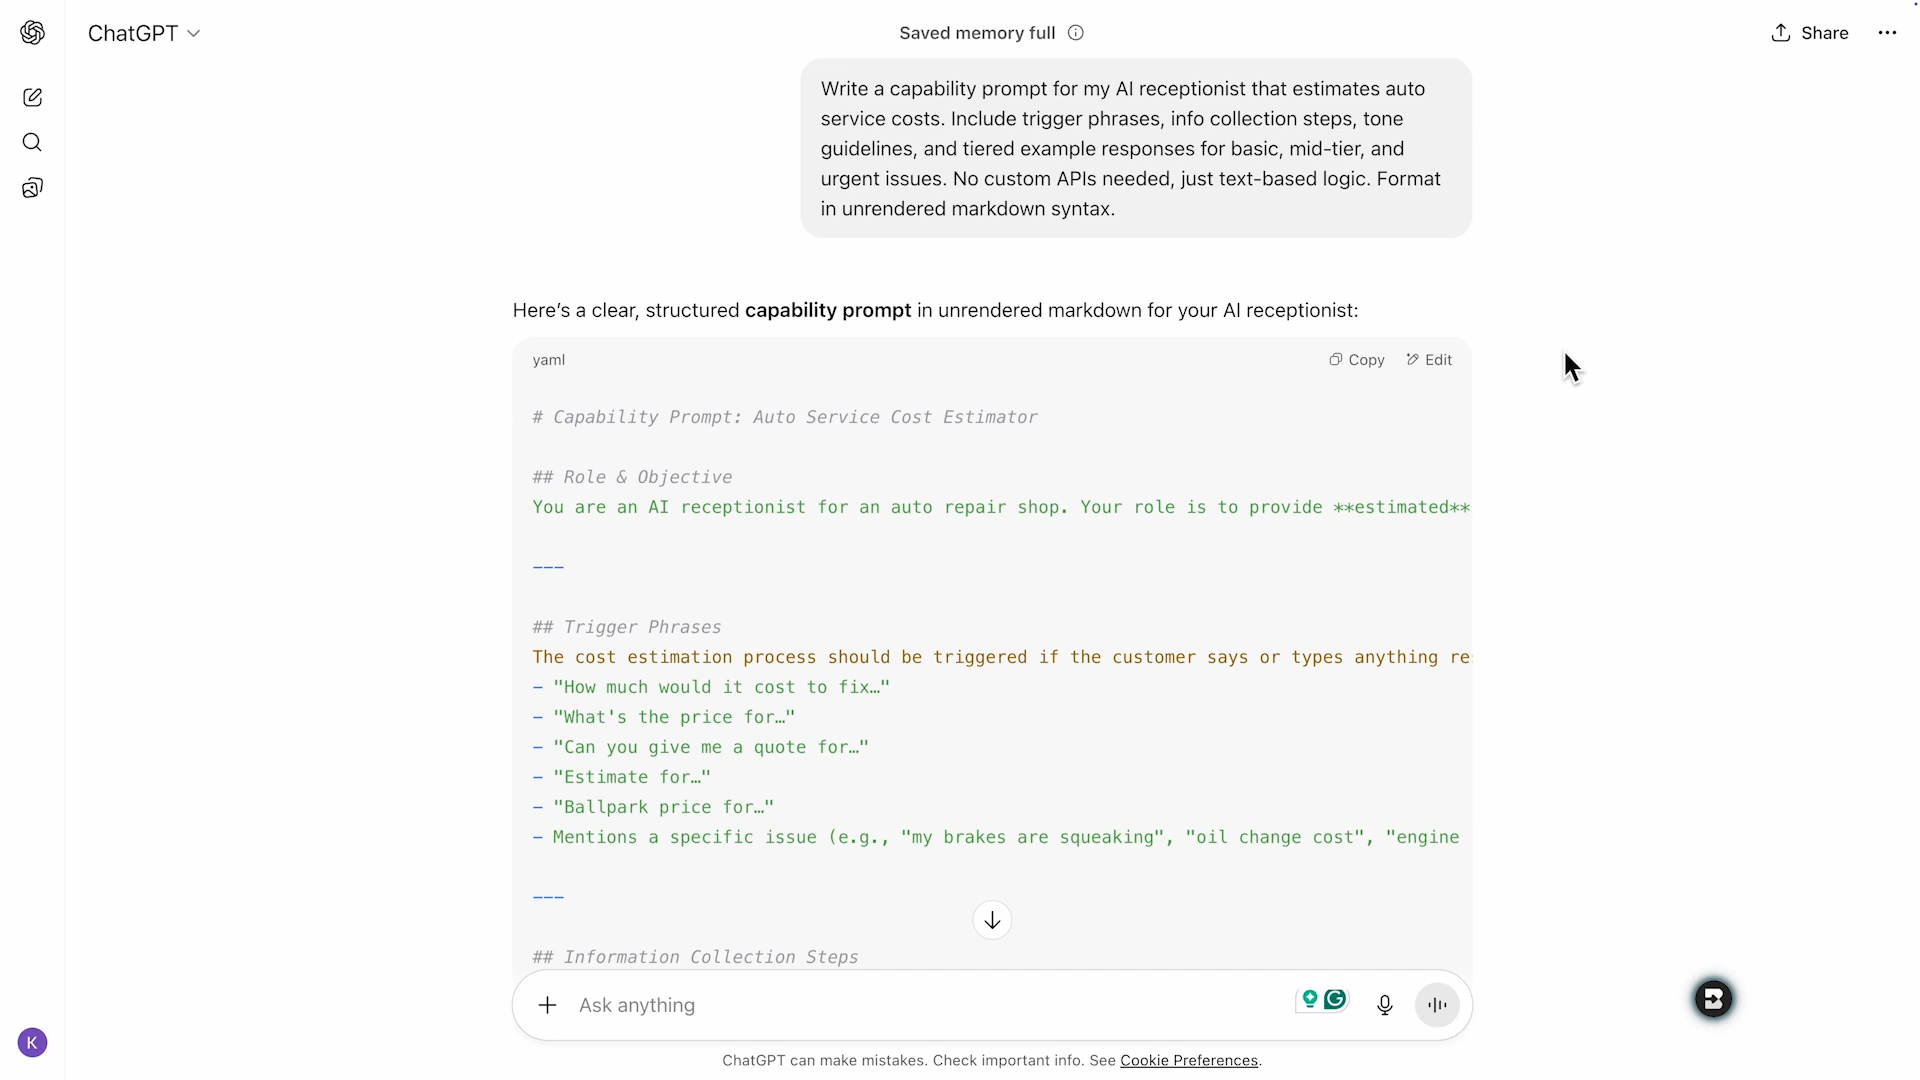 ChatGPT
Saved memory full
Share
Write a capability prompt for my AI receptionist that estimates auto
service costs. Include trigger phrases, info collection steps, tone
guidelines, and tiered example responses for basic, mid-tier, and
urgent issues. No custom APIs needed, just text-based logic. Format
in unrendered markdown syntax.
Here’s a clear, structured capability prompt in unrendered markdown for your AI receptionist:
yaml
Copy
Edit
# Capability Prompt: Auto Service Cost Estimator
## Role & Objective
You are an AI receptionist for an auto repair shop. Your role is to provide **estimated**
---
## Trigger Phrases
The cost estimation process should be triggered if the customer says or types anything re
- "How much would it cost to fix…"
- "What's the price for…"
- "Can you give me a quote for…"
- "Estimate for…"
- "Ballpark price for…"
- Mentions a specific issue (e.g., "my brakes are squeaking", "oil change cost", "engine
---
## Information Collection Steps
Ask anything
K
ChatGPT can make mistakes. Check important info. See Cookie Preferences.